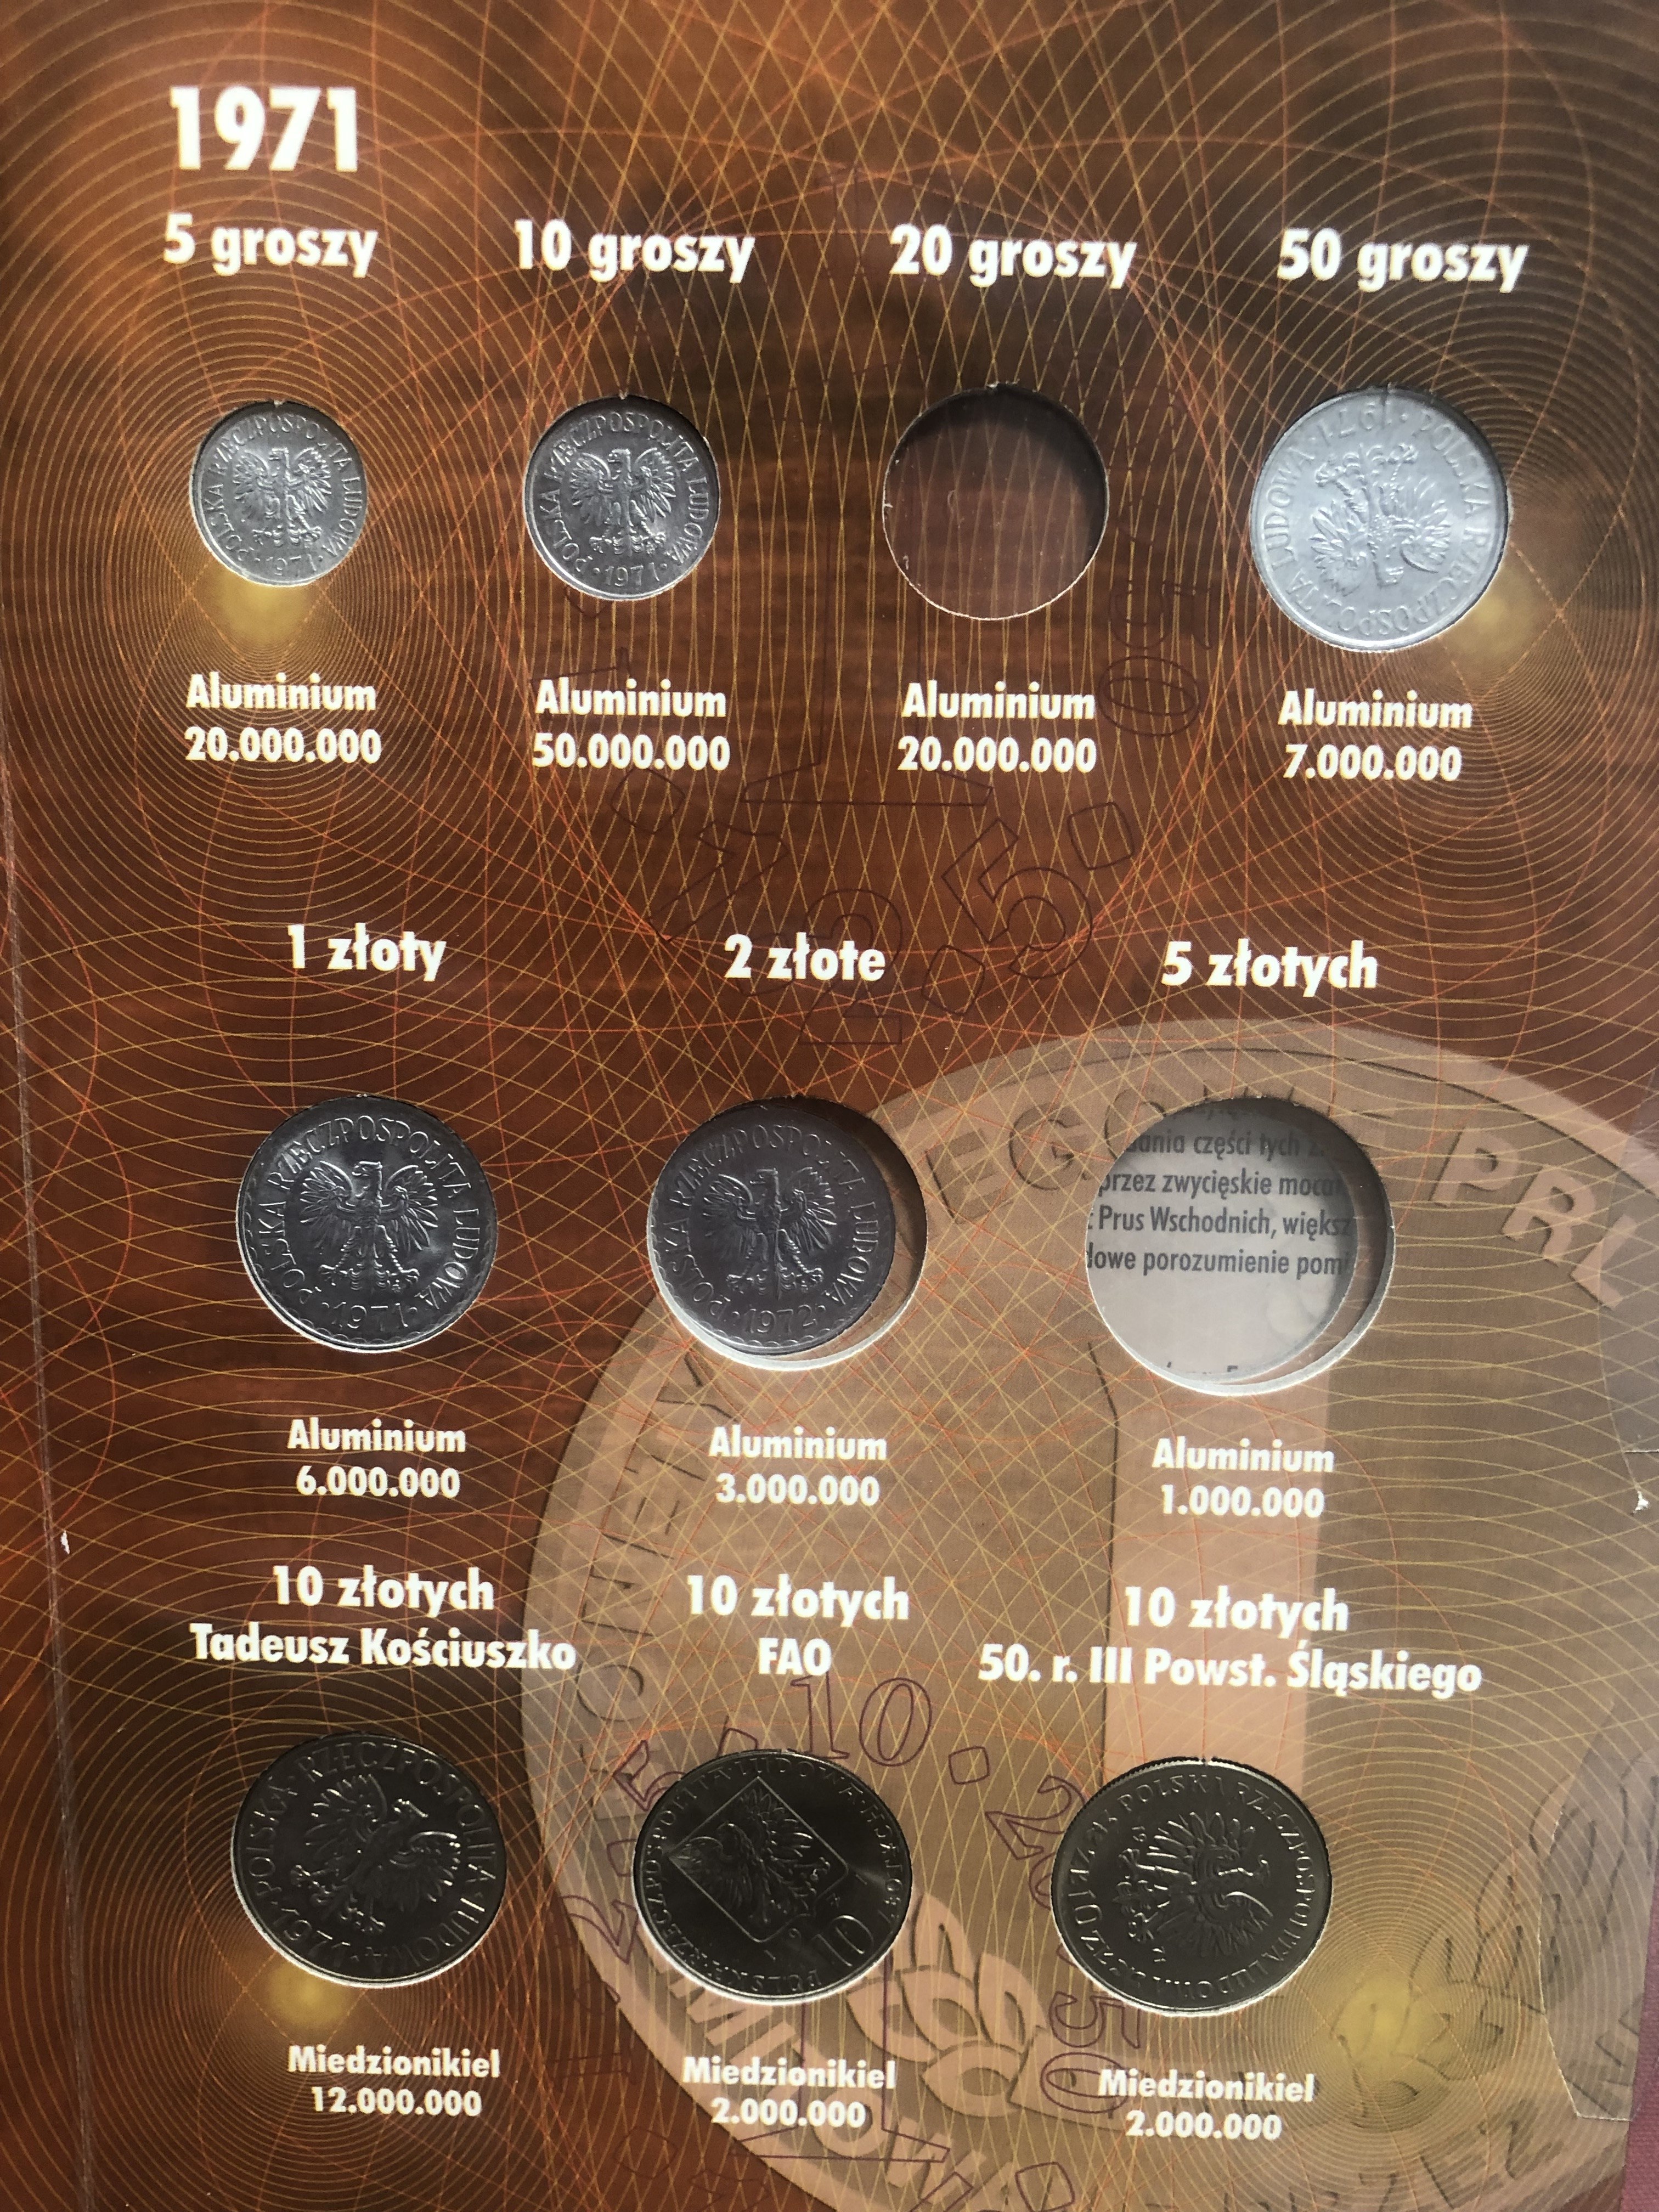 1971
5 groszy
10 groszy
20 groszy
50 groszy
POLSKA RZECZPOSPOLITA LUDOWA · 1971 ·
POLSKA RZECZPOSPOLITA LUDOWA · 1971 ·
POLSKA RZECZPOSPOLITA LUDOWA · 1971 ·
Aluminium
20.000.000
Aluminium
50.000.000
Aluminium
20.000.000
Aluminium
7.000.000
1 złoty
2 złote
5 złotych
POLSKA RZECZPOSPOLITA LUDOWA · 1971 ·
POLSKA RZECZPOSPOLITA LUDOWA · 1972 ·
części tych
przez zwycięskie
Prus Wschodnich,
porozumienie
Aluminium
6.000.000
Aluminium
3.000.000
Aluminium
1.000.000
10 złotych
Tadeusz Kościuszko
10 złotych
FAO
10 złotych
50. r. III Powst. Śląskiego
POLSKA RZECZPOSPOLITA LUDOWA
10
POLSKA RZECZPOSPOLITA LUDOWA
Miedzionikiel
12.000.000
Miedzionikiel
2.000.000
Miedzionikiel
2.000.000